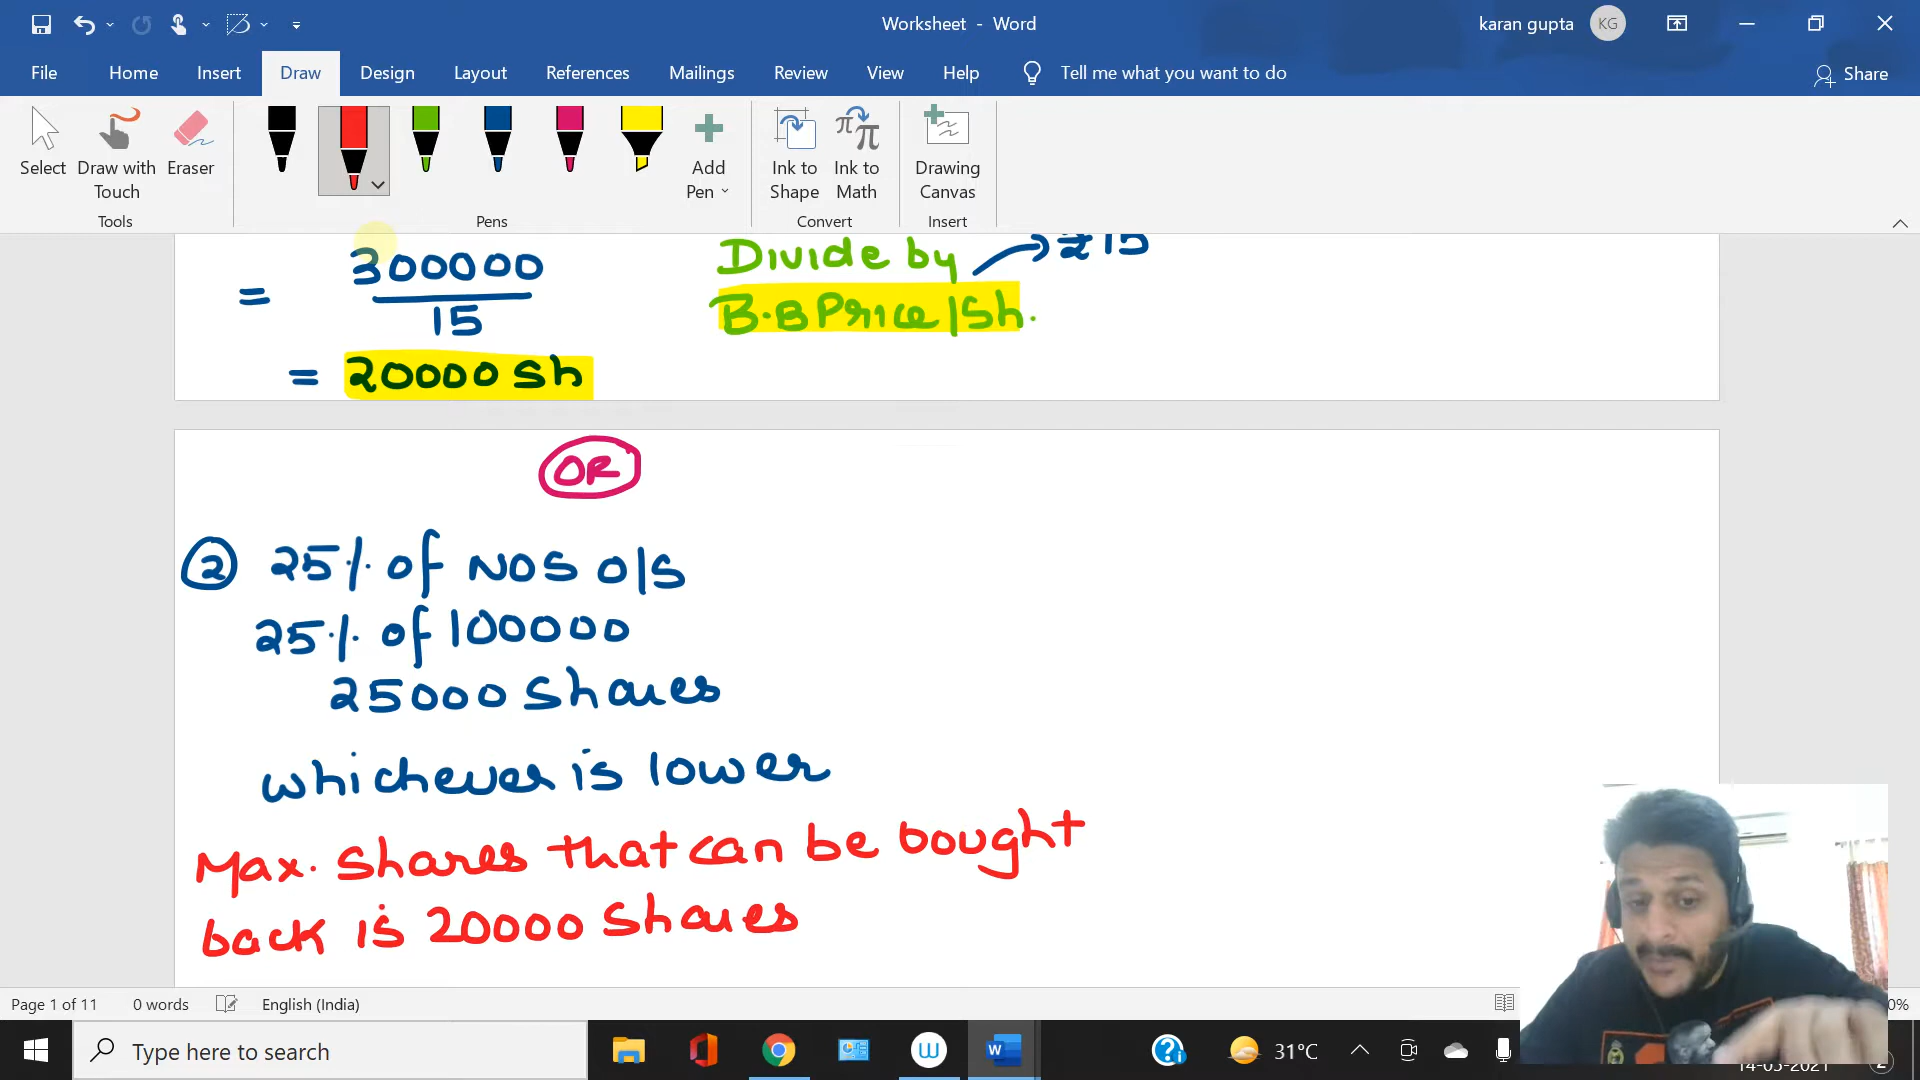 Worksheet - Word
karan gupta
KG
File Home Insert Draw Design Layout References Mailings Review View Help Tell me what you want to do Share
Select
Draw with Touch
Eraser
Add Pen
Ink to Shape
Ink to Math
Drawing Canvas
Tools
Pens
Convert
Insert
= 300000
15
= 20000 Sh
Divide by ₹15
B.B Price/Sh.
OR
2 25% of NOS O/S
25% of 100000
25000 Shares
whichever is lower
Max. Shares that can be bought
back is 20000 Shares
Page 1 of 11 0 words English (India)
Type here to search
31°C